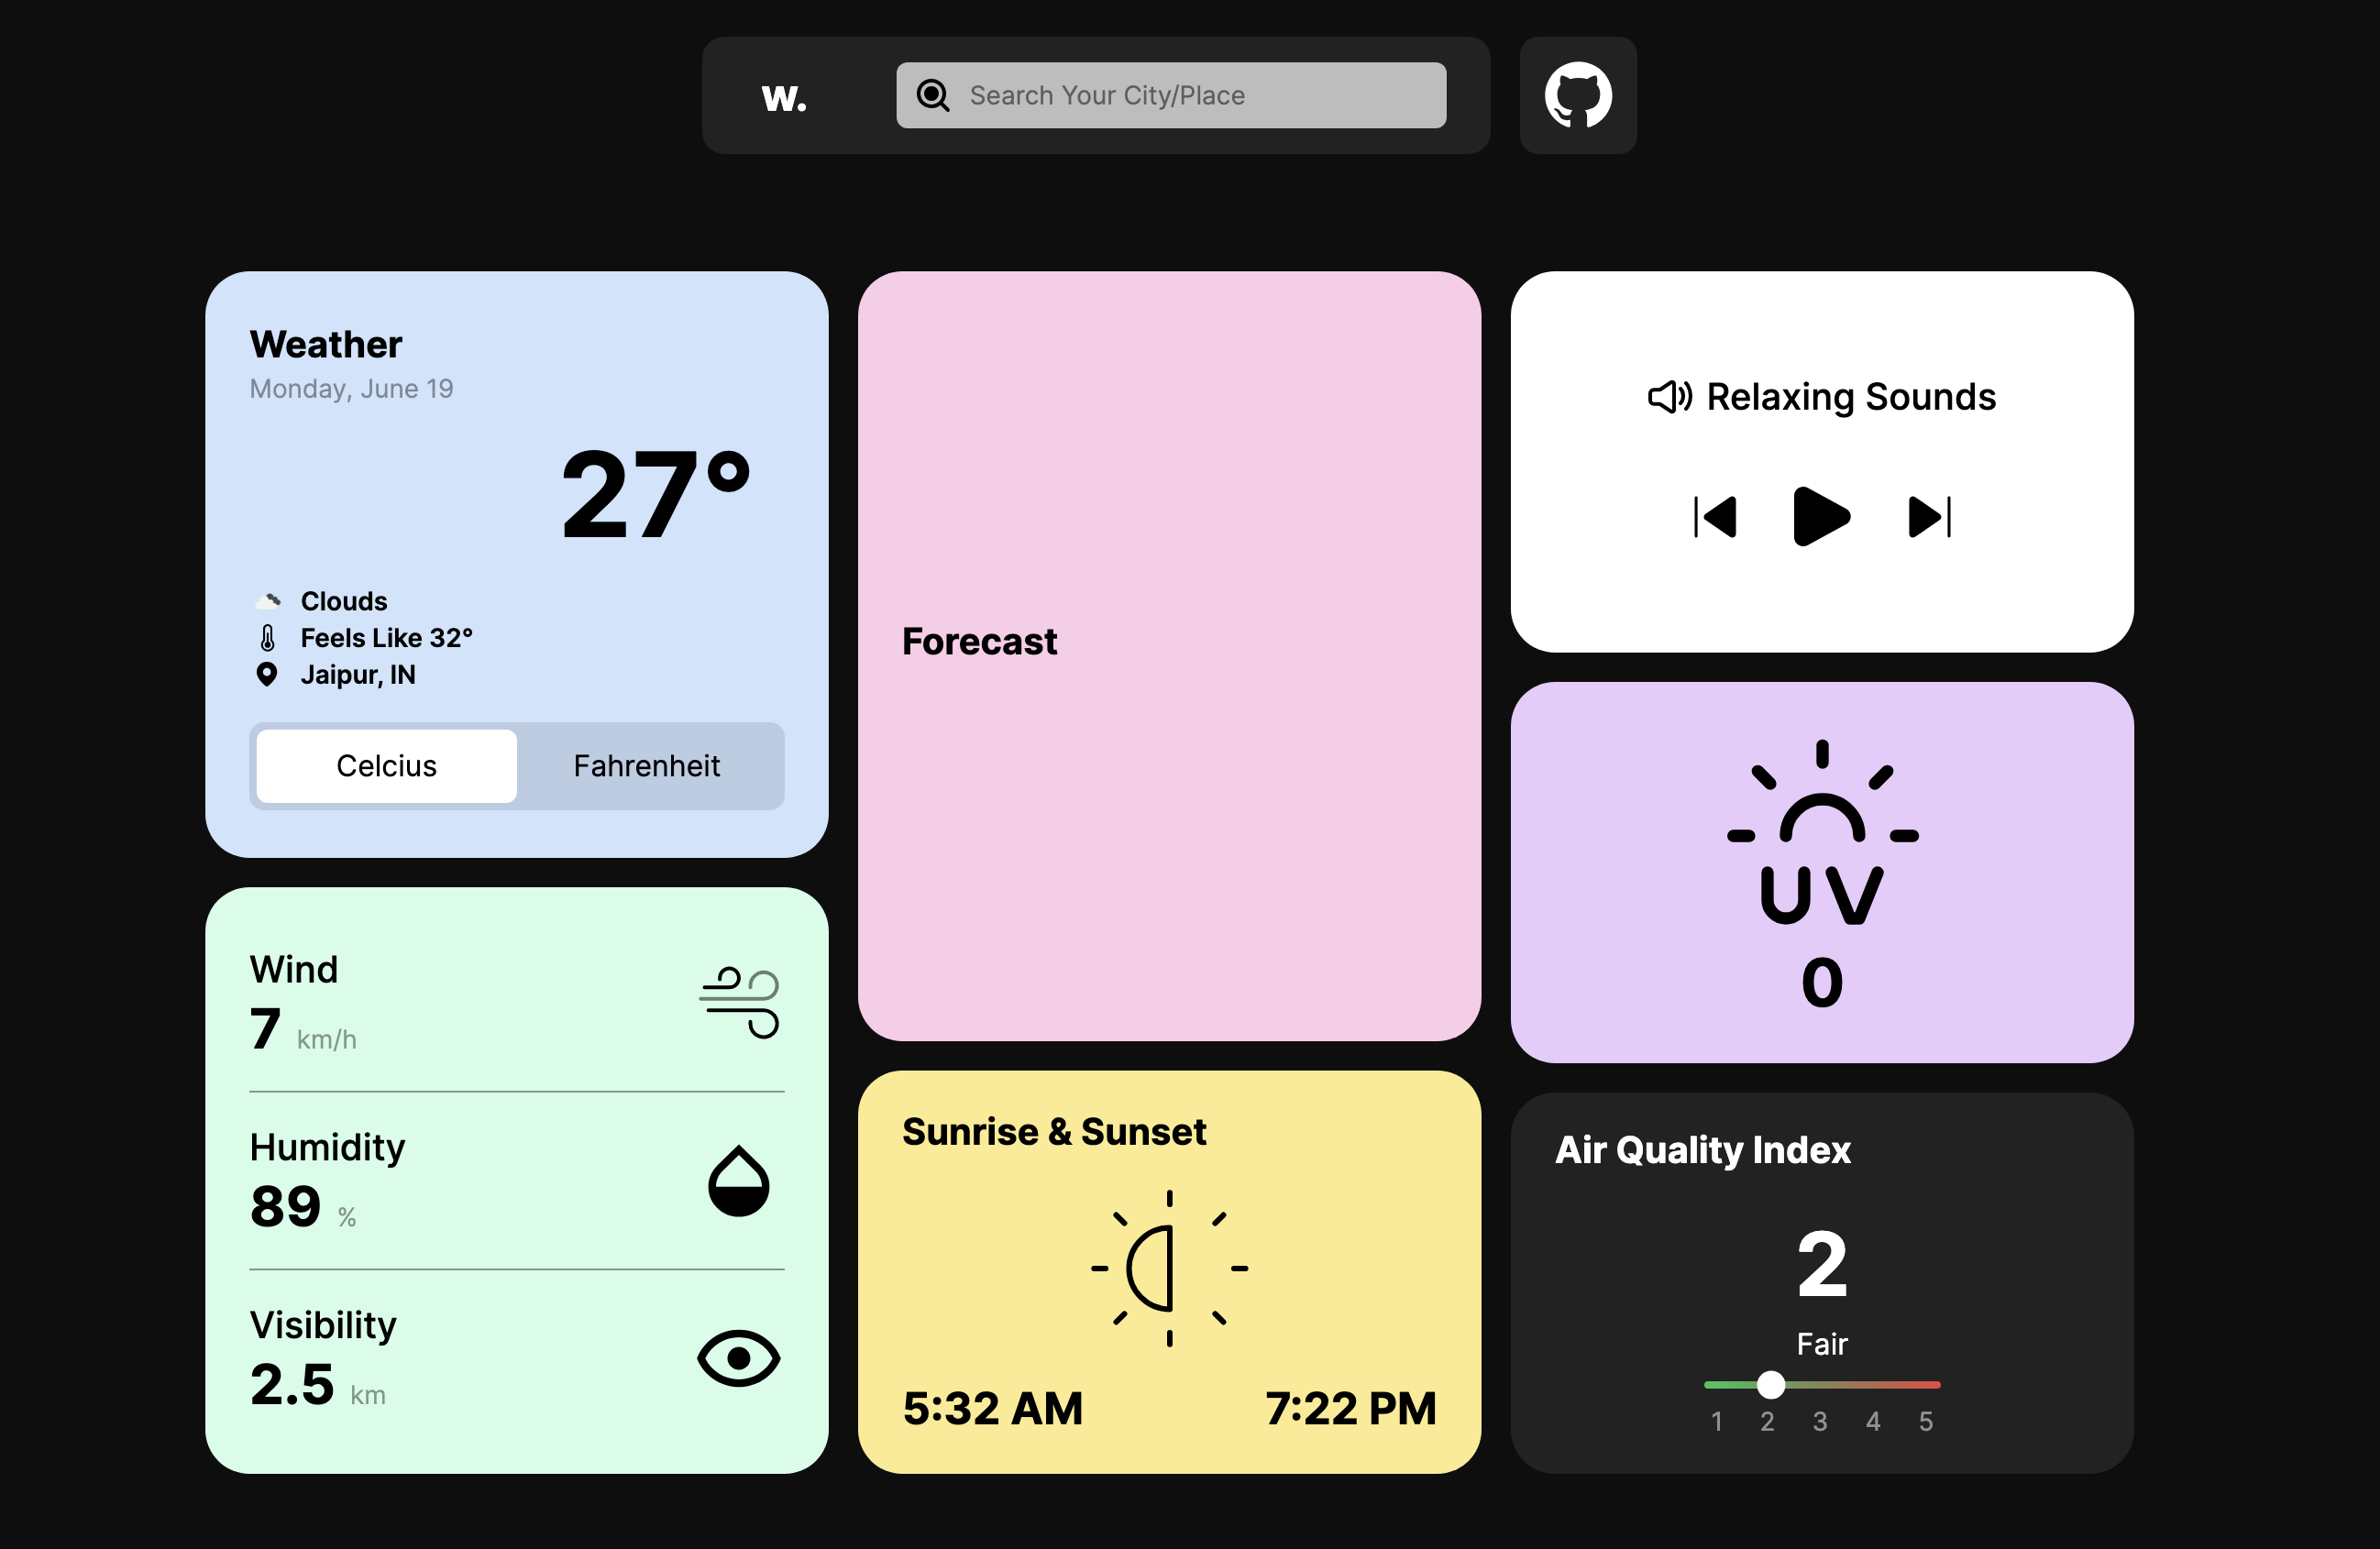 w.
Search Your City/Place
Weather
Monday, June 19
27°
Clouds
Feels Like 32°
Jaipur, IN
Celcius Fahrenheit
Wind
7 km/h
Humidity
89 %
Visibility
2.5 km
Forecast
Sunrise & Sunset
5:32 AM 7:22 PM
Relaxing Sounds
UV
0
Air Quality Index
2
Fair
1 2 3 4 5